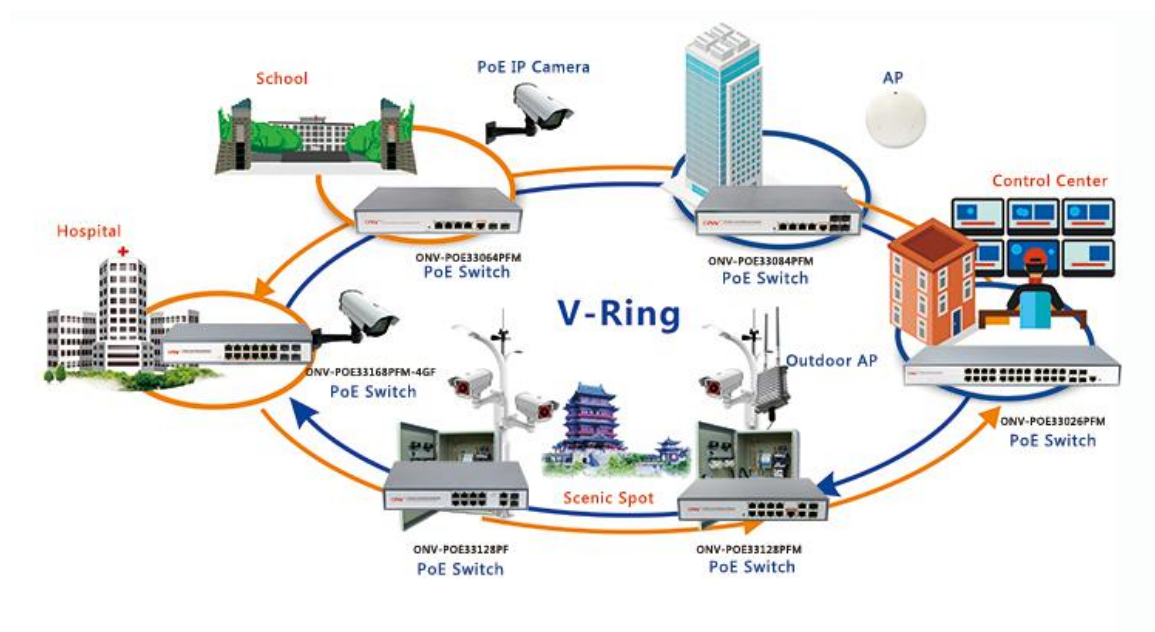 School
PoE IP Camera
AP
Control Center
Hospital
ONV-POE33064PFM
PoE Switch
ONV-POE33084PFM
PoE Switch
V-Ring
Outdoor AP
ONV-POE33168PFM-4GF
PoE Switch
ONV-POE33026PFM
PoE Switch
Scenic Spot
ONV-POE33128PF
PoE Switch
ONV-POE33128PFM
PoE Switch